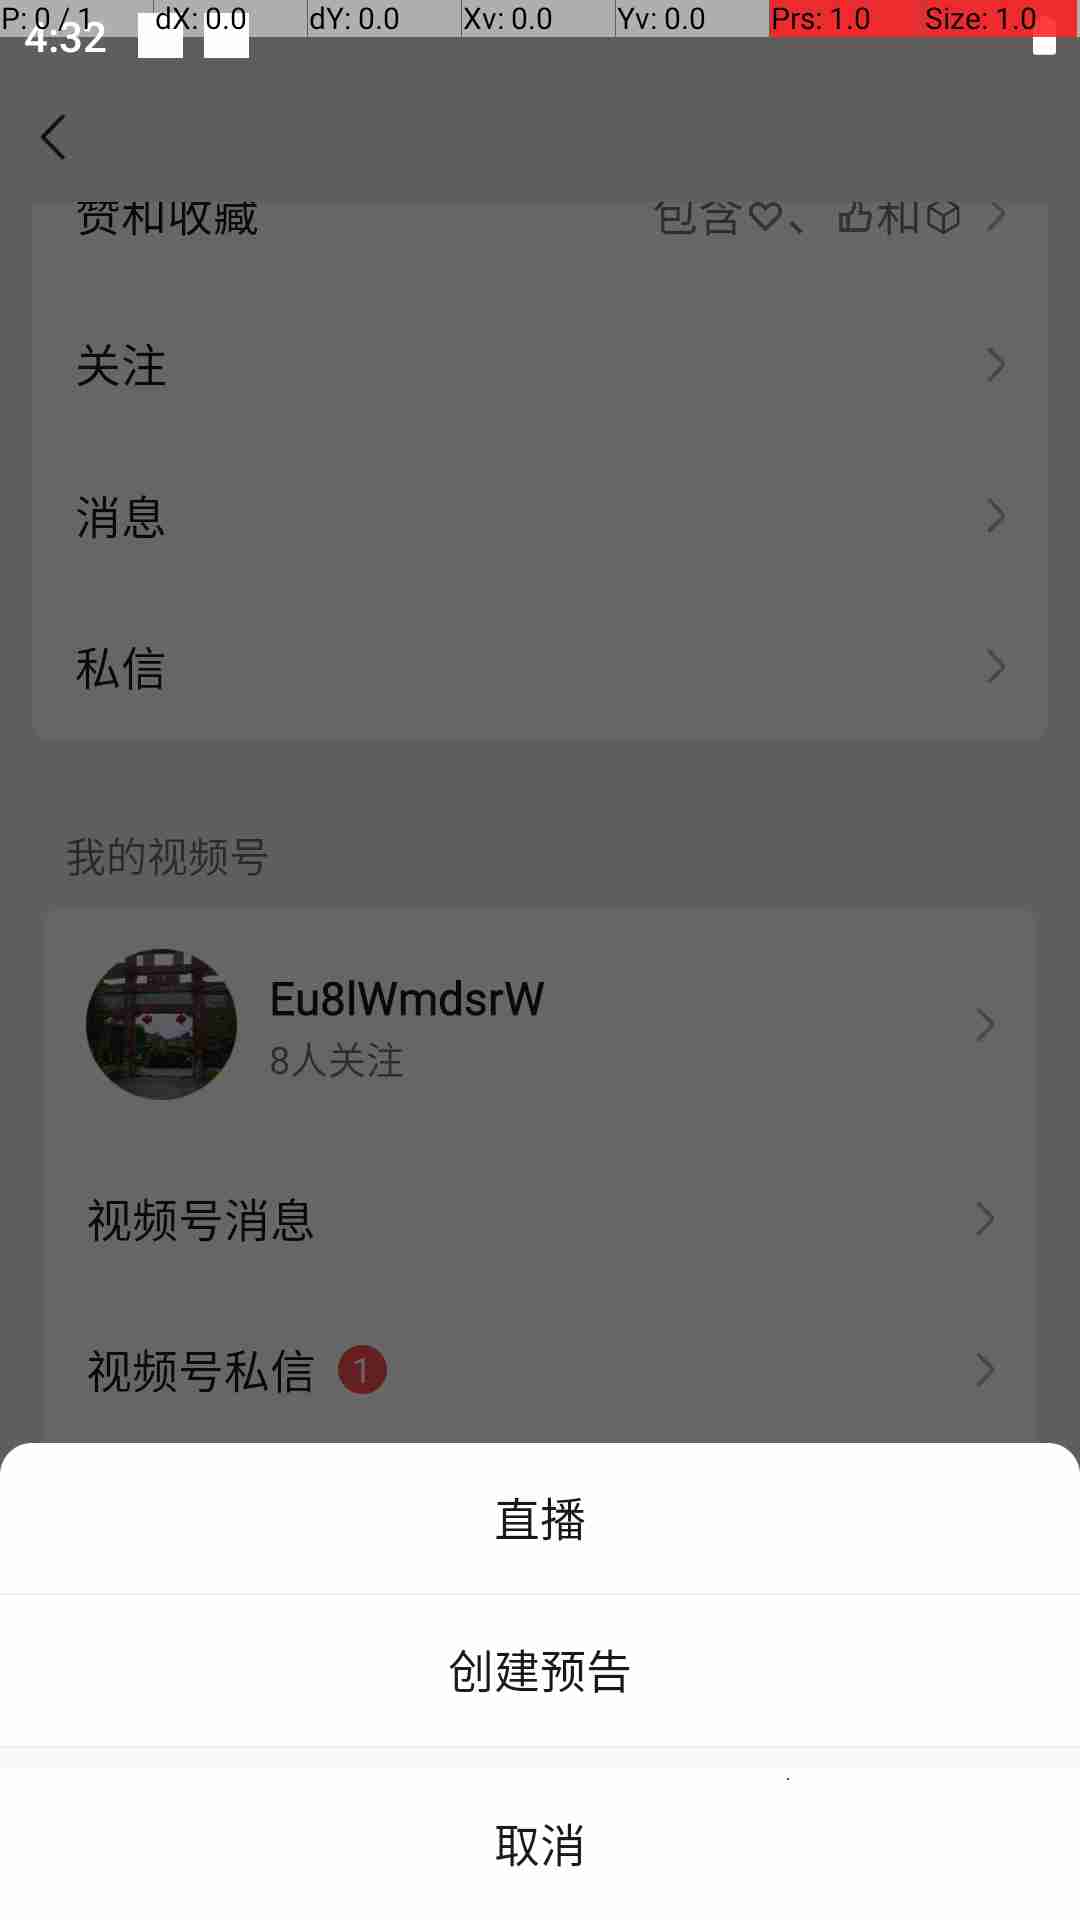 P: 0 / 1 dX: 0.0 dY: 0.0 Xv: 0.0 Yv: 0.0 Prs: 1.0 Size: 1.0
4:32
赞和收藏 包含、和
关注
消息
私信
我的视频号
Eu8lWmdsrW
8人关注
视频号消息
视频号私信 1
直播
创建预告
取消